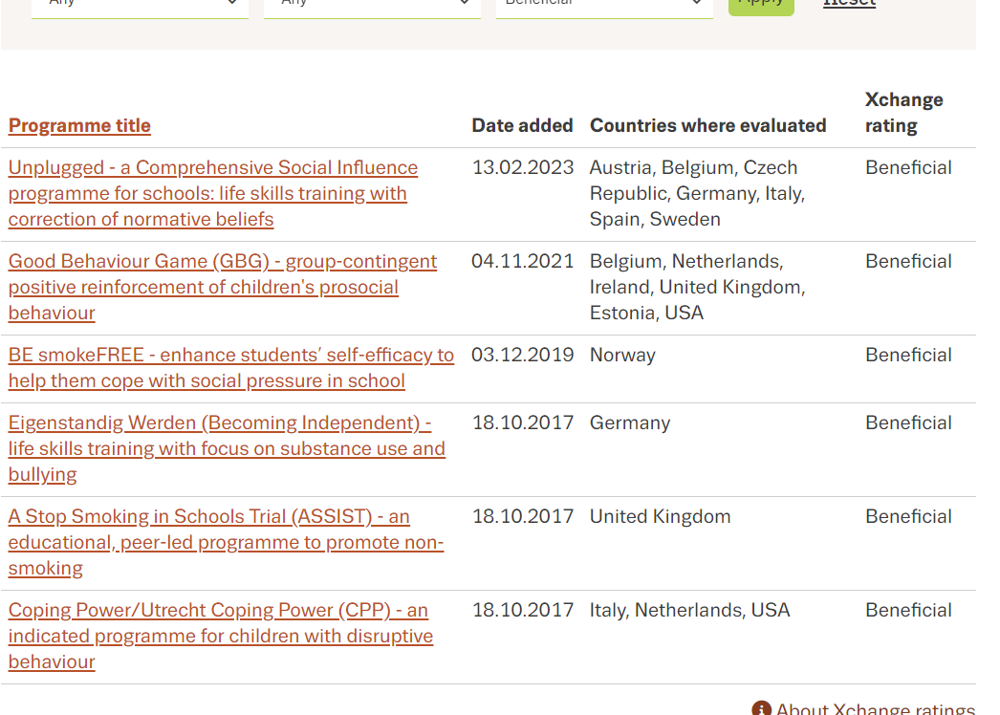 Any Any Beneficial Apply Reset
Xchange
Programme title Date added Countries where evaluated rating
Unplugged - a Comprehensive Social Influence 13.02.2023 Austria, Belgium, Czech Beneficial
programme for schools: life skills training with Republic, Germany, Italy,
correction of normative beliefs Spain, Sweden
Good Behaviour Game (GBG) - group-contingent 04.11.2021 Belgium, Netherlands, Beneficial
positive reinforcement of children's prosocial Ireland, United Kingdom,
behaviour Estonia, USA
BE smokeFREE - enhance students’ self-efficacy to 03.12.2019 Norway Beneficial
help them cope with social pressure in school
Eigenstandig Werden (Becoming Independent) - 18.10.2017 Germany Beneficial
life skills training with focus on substance use and
bullying
A Stop Smoking in Schools Trial (ASSIST) - an 18.10.2017 United Kingdom Beneficial
educational, peer-led programme to promote non-
smoking
Coping Power/Utrecht Coping Power (CPP) - an 18.10.2017 Italy, Netherlands, USA Beneficial
indicated programme for children with disruptive
behaviour
About Xchange ratings